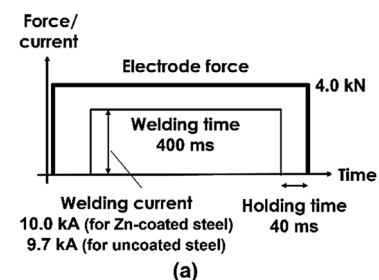 Force/
current
Electrode force
4.0 kN
Welding time
400 ms
Time
Welding current
10.0 kA (for Zn-coated steel)
9.7 kA (for uncoated steel)
Holding time
40 ms
(a)